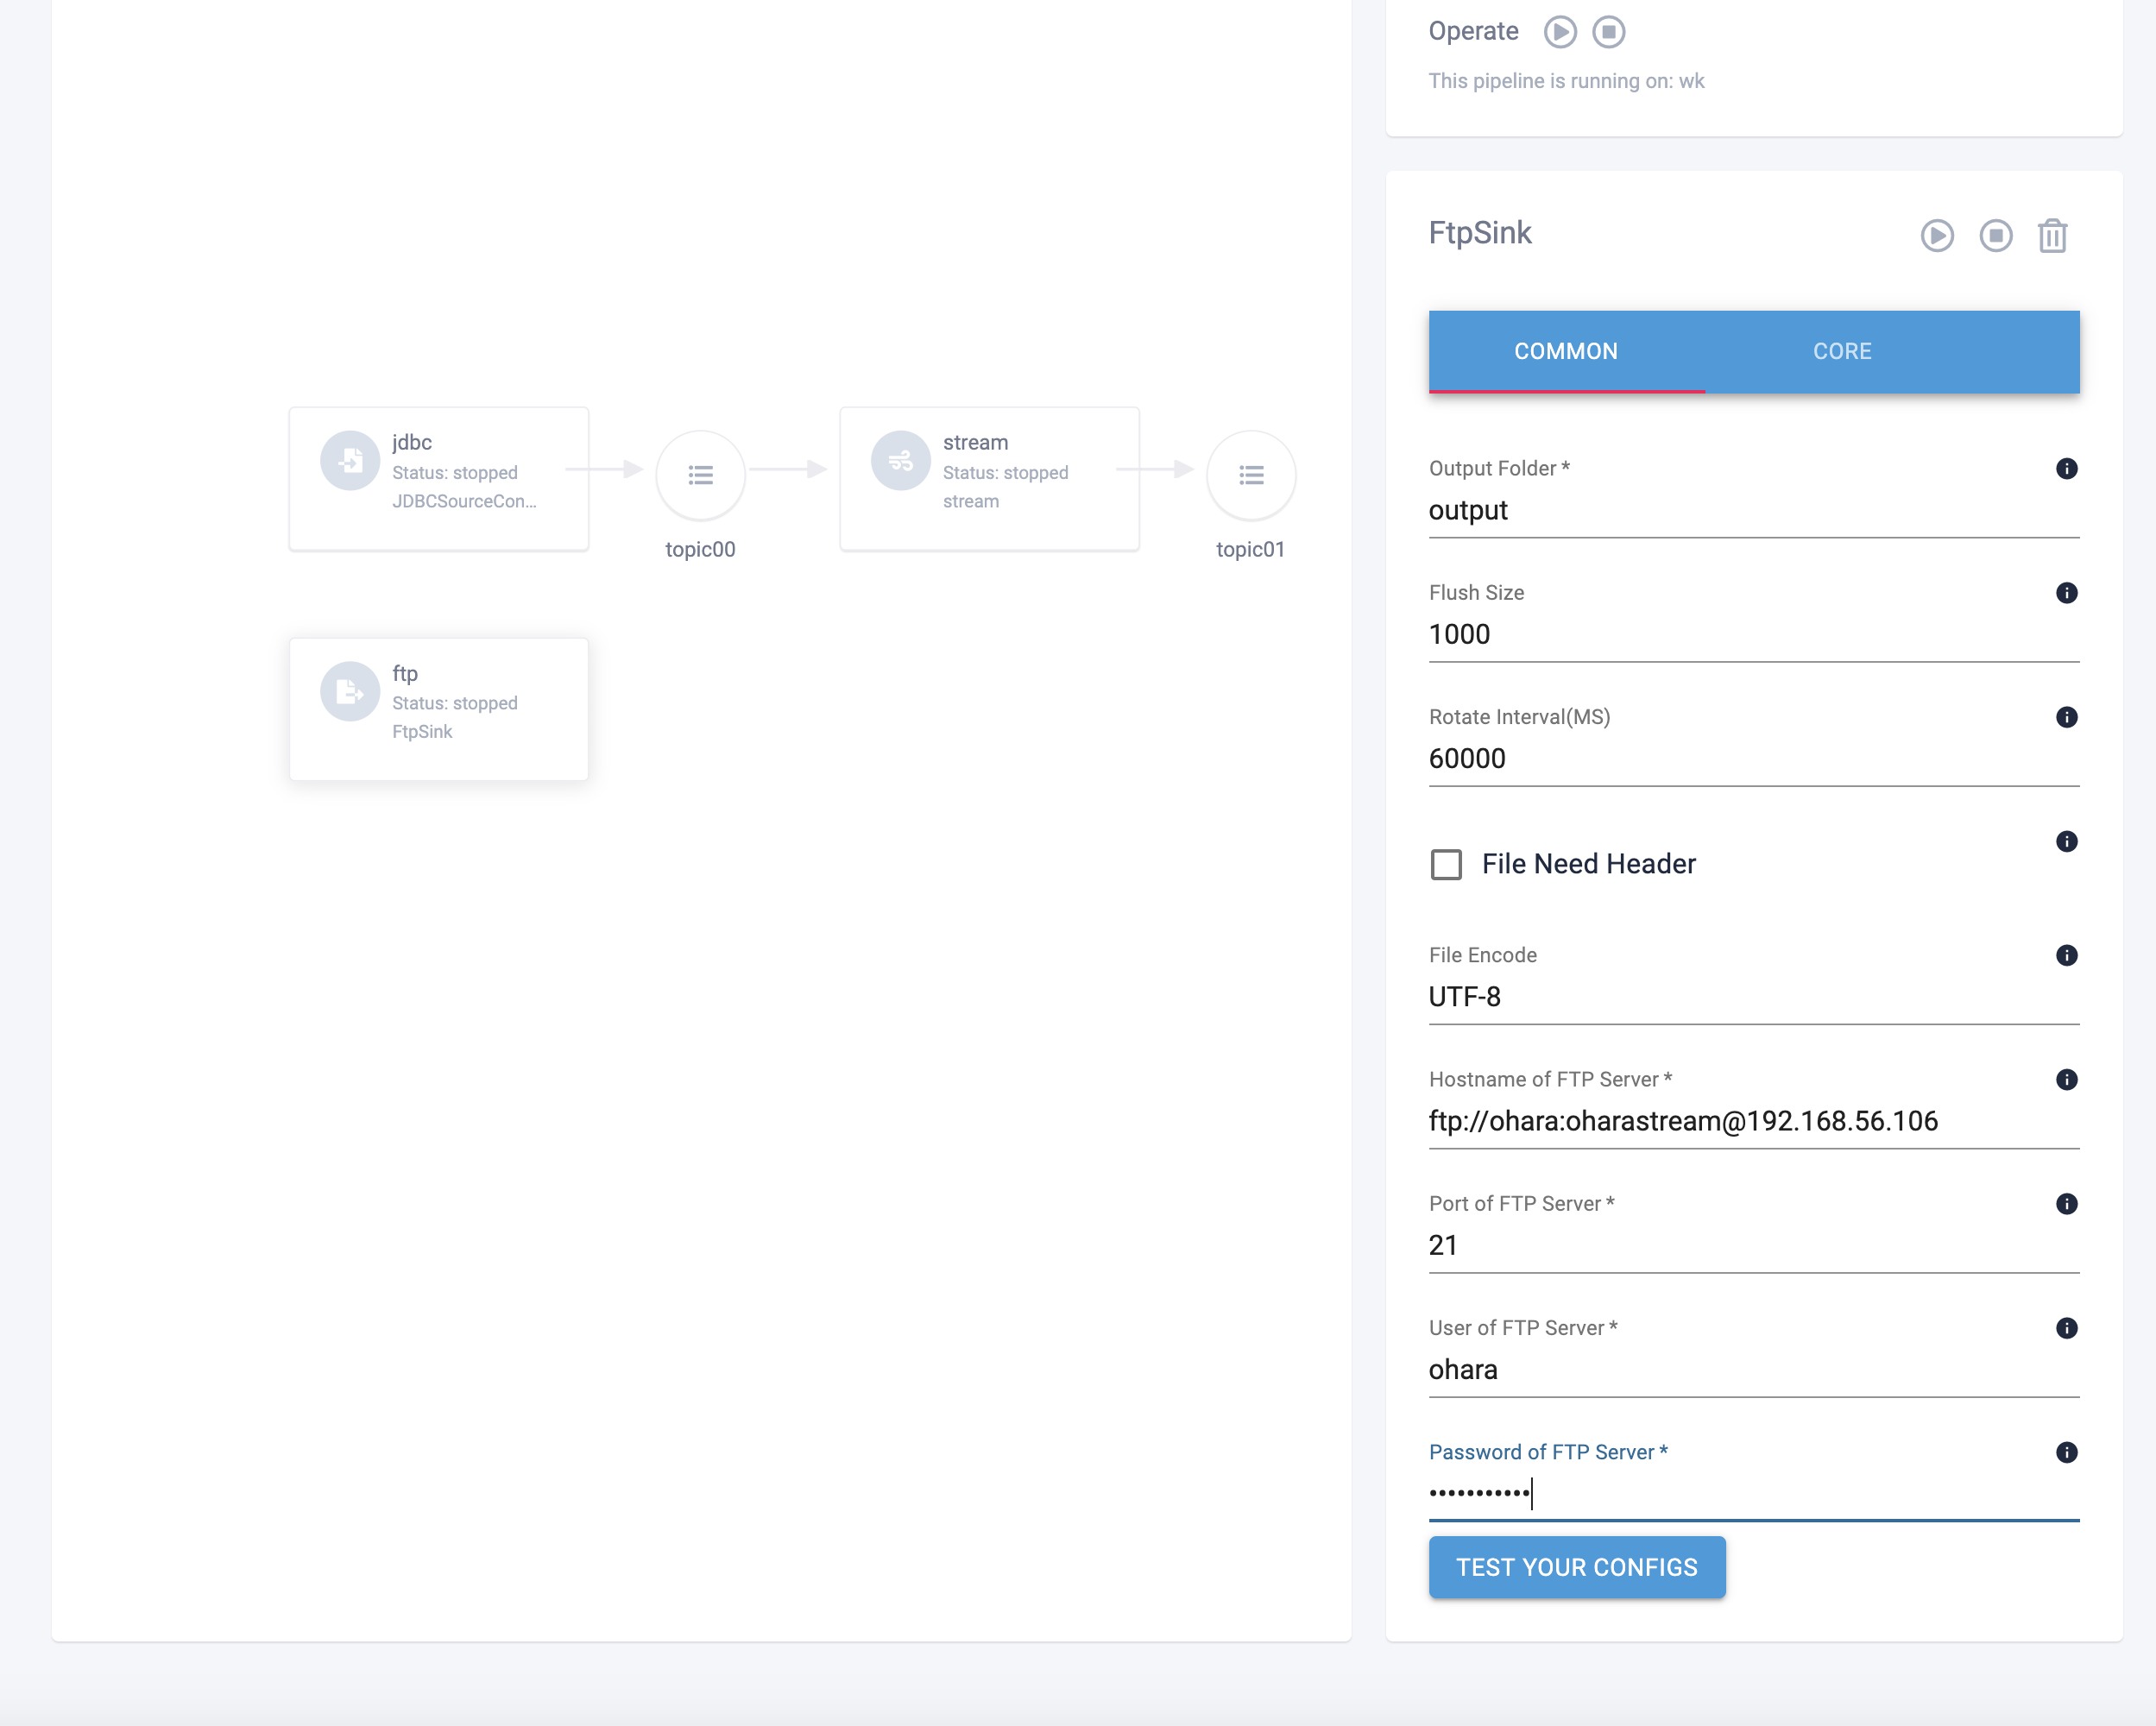 Operate
This pipeline is running on: wk
jdbc
Status: stopped
JDBCSourceCon...
topic00
stream
Status: stopped
stream
topic01
ftp
Status: stopped
FtpSink
FtpSink
COMMON CORE
Output Folder *
output
Flush Size
1000
Rotate Interval(MS)
60000
File Need Header
File Encode
UTF-8
Hostname of FTP Server *
ftp://ohara:oharastream@192.168.56.106
Port of FTP Server *
21
User of FTP Server *
ohara
Password of FTP Server *
•••••••••••
TEST YOUR CONFIGS